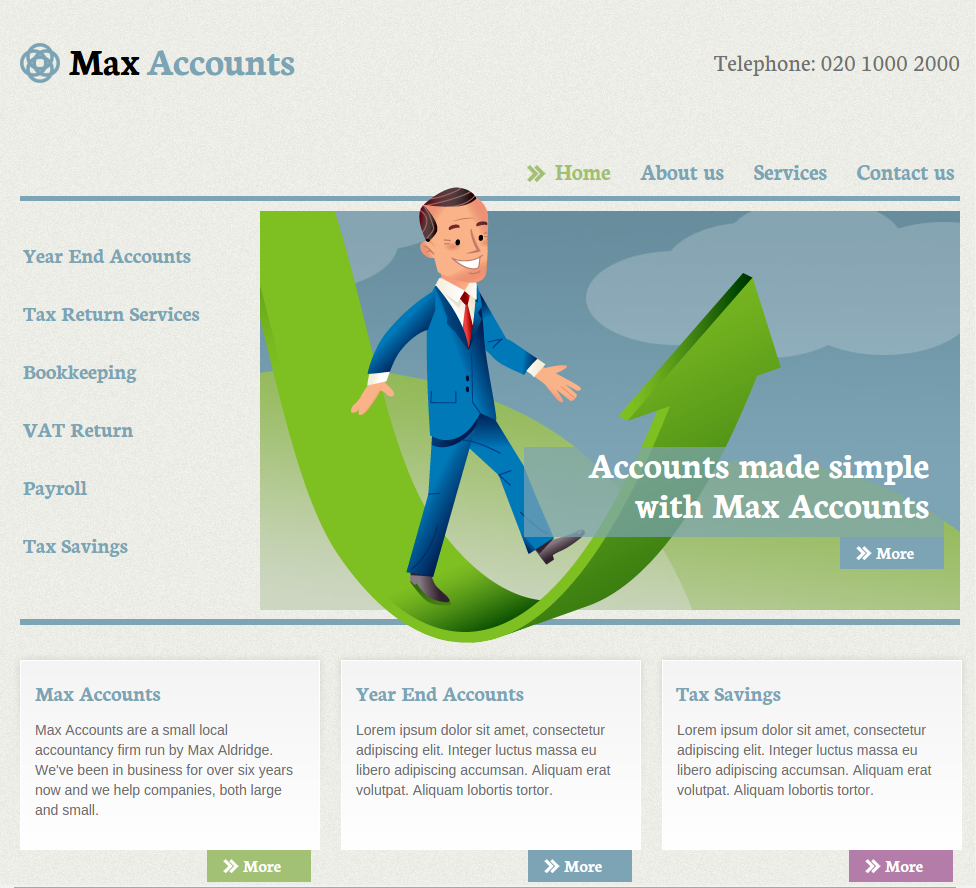 Max Accounts
Telephone: 020 1000 2000
Home About us Services Contact us
Year End Accounts
Tax Return Services
Bookkeeping
VAT Return
Payroll
Tax Savings
Accounts made simple
with Max Accounts
More
Max Accounts
Max Accounts are a small local
accountancy firm run by Max Aldridge.
We've been in business for over six years
now and we help companies, both large
and small.
More
Year End Accounts
Lorem ipsum dolor sit amet, consectetur
adipiscing elit. Integer luctus massa eu
libero adipiscing accumsan. Aliquam erat
volutpat. Aliquam lobortis tortor.
More
Tax Savings
Lorem ipsum dolor sit amet, consectetur
adipiscing elit. Integer luctus massa eu
libero adipiscing accumsan. Aliquam erat
volutpat. Aliquam lobortis tortor.
More